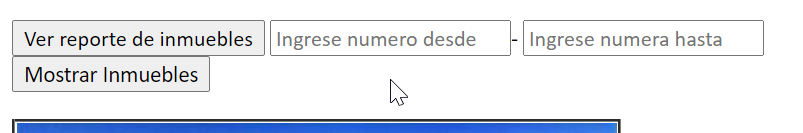 Ver reporte de inmuebles Ingrese numero desde - Ingrese numera hasta
Mostrar Inmuebles